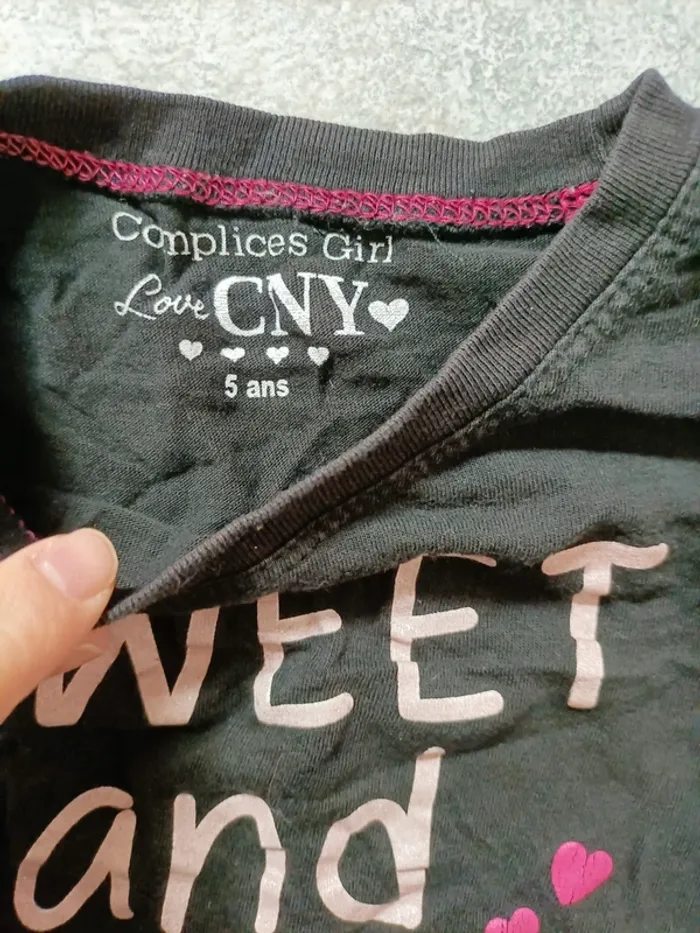 Complices Girl
Love CNY
5 ans
WEET
and